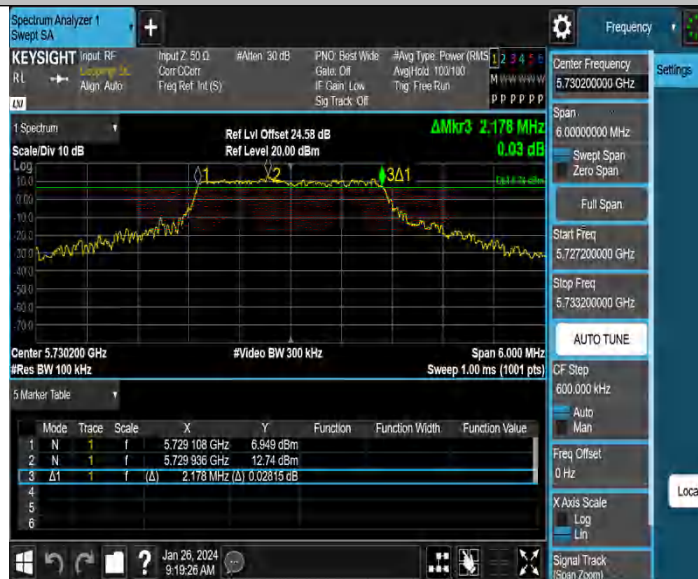 Spectrum Analyzer 1
Swept SA
Frequency
KEYSIGHT
Input: RF
Input Z: 50 Ω
#Atten: 30 dB
PNO: Best Wide
#Avg Type: Power (RMS
1 2 3 4 5 6
RL
Align: Auto
Corr CCorr
Freq Ref: Int (S)
Gate: Off
IF Gain: Low
Sig Track: Off
Avg|Hold: 100/100
Trig: Free Run
M W W W W W
P P P P P P
LXI
Center Frequency
5.730200000 GHz
Settings
1 Spectrum
Scale/Div 10 dB
Ref Lvl Offset 24.58 dB
Ref Level 20.00 dBm
ΔMkr3 2.178 MHz
0.03 dB
Span
6.00000000 MHz
Swept Span
Zero Span
Log
10.0
0.00
1
2
3Δ1
Full Span
-20.0
-30.0
-40.0
-50.0
-60.0
-70.0
Start Freq
5.727200000 GHz
Stop Freq
5.733200000 GHz
AUTO TUNE
Center 5.730200 GHz
#Video BW 300 kHz
Span 6.000 MHz
#Res BW 100 kHz
Sweep 1.00 ms (1001 pts)
CF Step
600.000 kHz
Auto
Man
5 Marker Table
Mode Trace Scale X Y Function Function Width Function Value
1 N 1 f 5.729 108 GHz 6.949 dBm
2 N 1 f 5.729 936 GHz 12.74 dBm
3 Δ1 1 f (Δ) 2.178 MHz (Δ) 0.02815 dB
4
5
6
Freq Offset
0 Hz
X Axis Scale
Log
Lin
Loca
Signal Track
(Span Zoom)
?
Jan 26, 2024
9:19:26 AM